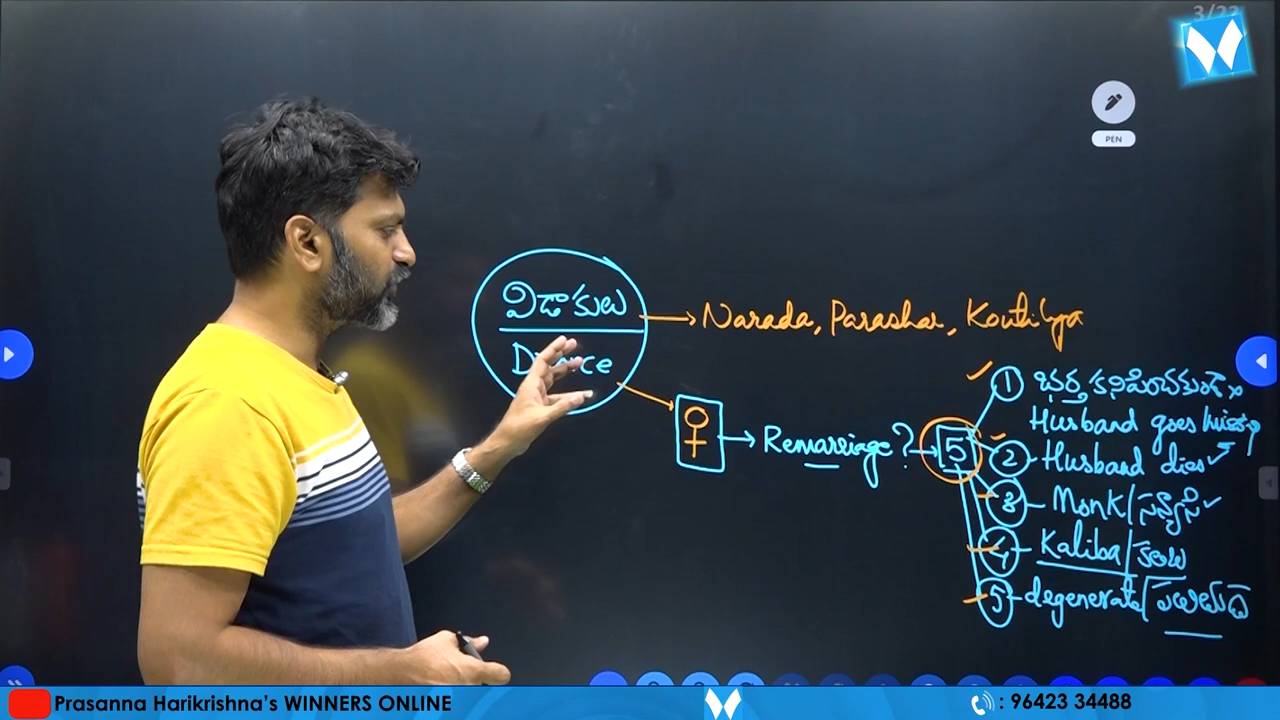 3/22
PEN
విడాకులు
Divorce
Narada, Parashar, Koutilya
Remarriage?
5
1 భర్త కనిపించకుండ
Husband goes
2 Husband dies
3 Monk/సన్యాసి
4 Kaliba/
5 degenerate/
Prasanna Harikrishna's WINNERS ONLINE
: 96423 34488